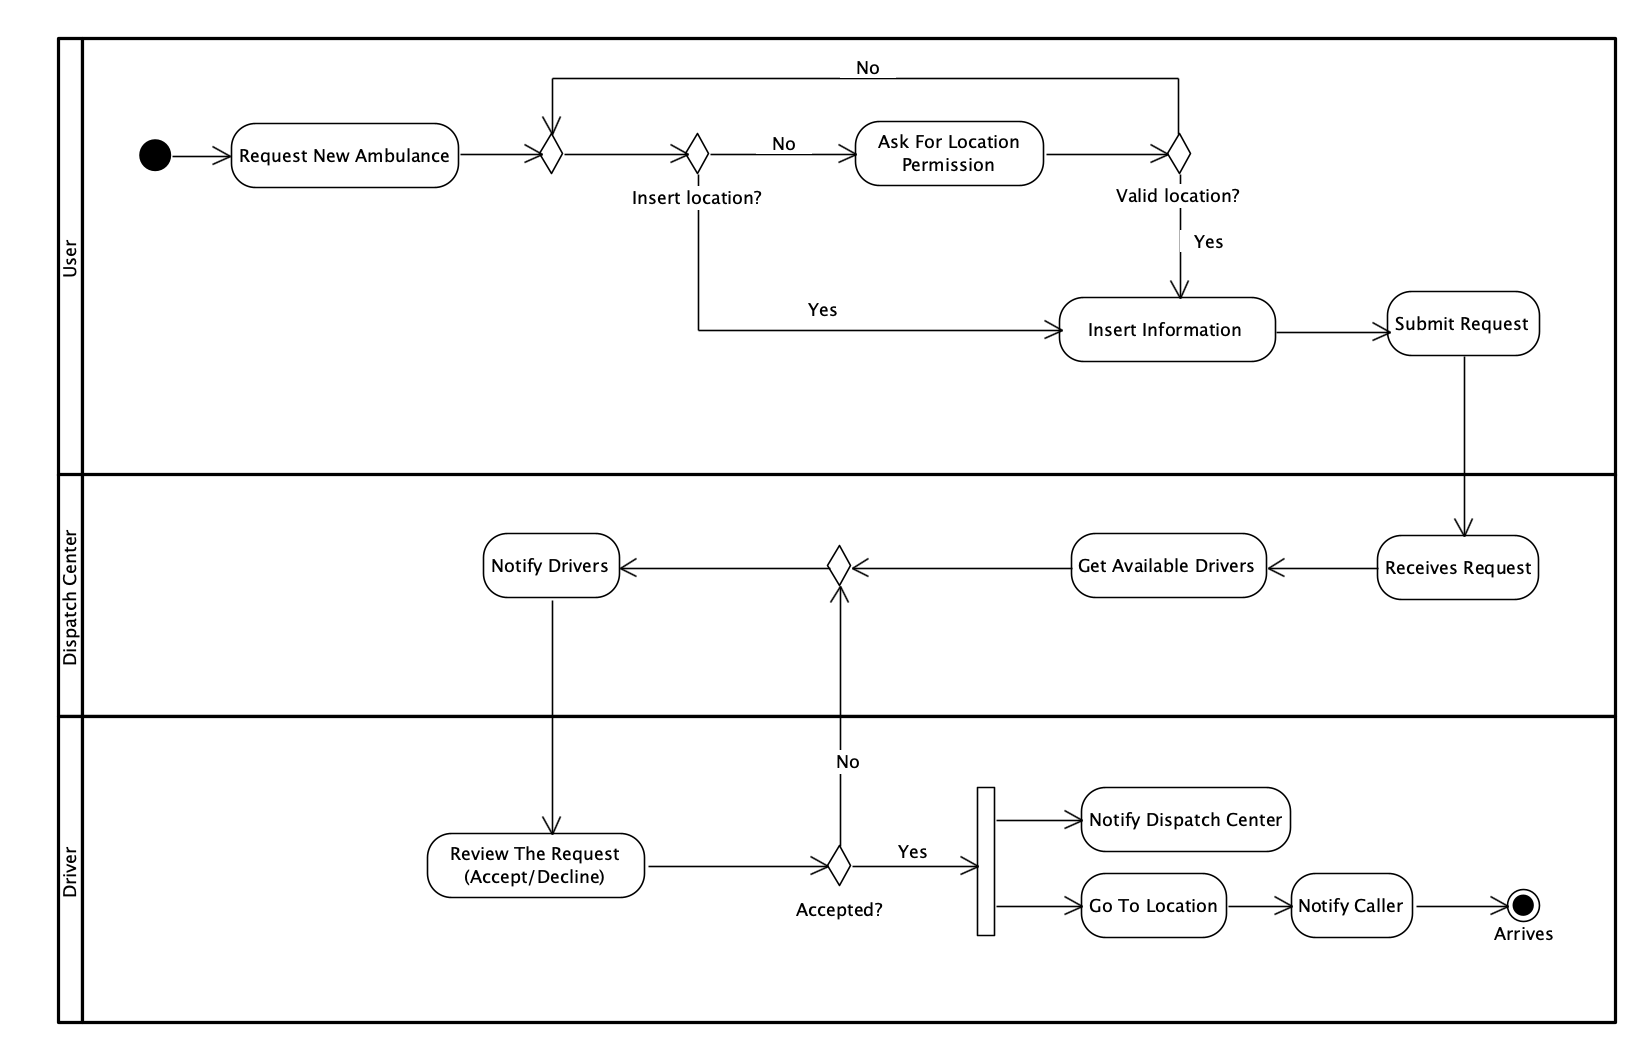 User
No
Request New Ambulance
Insert location?
No
Ask For Location
Permission
Valid location?
Yes
Yes
Insert Information
Submit Request
Dispatch Center
Notify Drivers
Get Available Drivers
Receives Request
Driver
No
Review The Request
(Accept/Decline)
Accepted?
Yes
Notify Dispatch Center
Go To Location
Notify Caller
Arrives